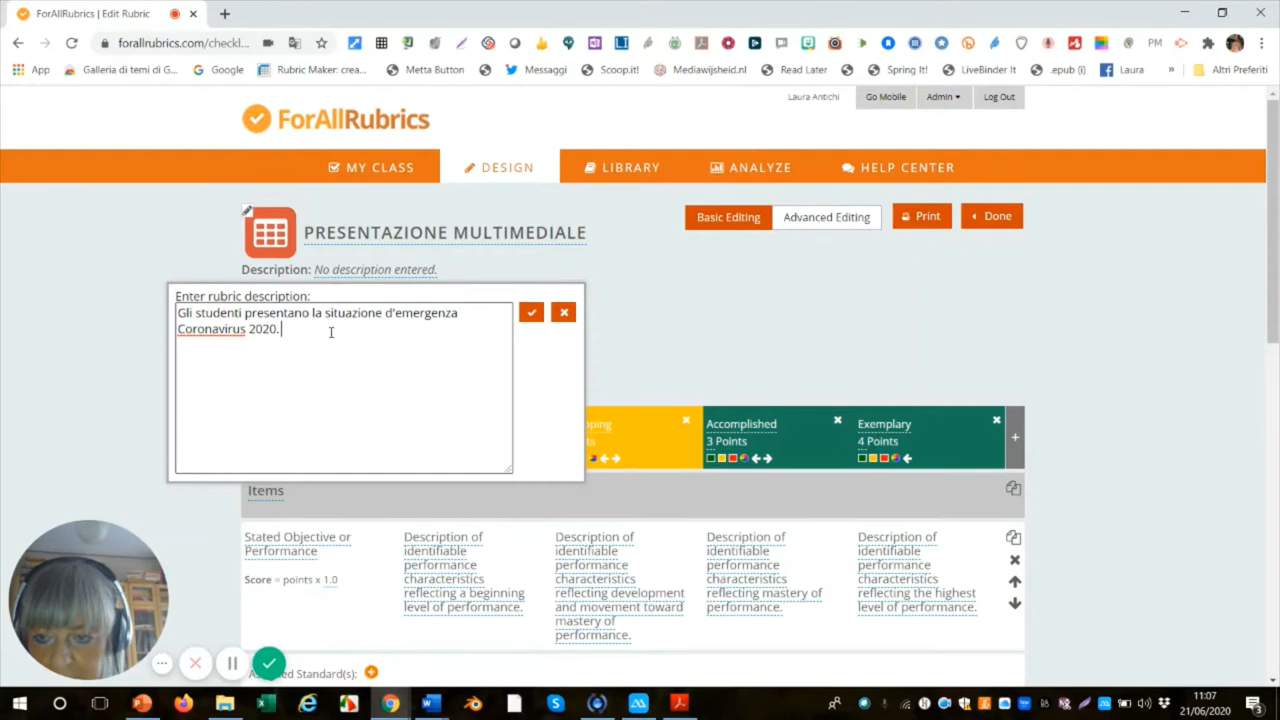 ForAllRubrics | Edit Rubric
forallrubrics.com/checkl...
PM
App
Galleria di temi di G...
Google
Rubric Maker: crea...
Metta Button
Messaggi
Scoop.it!
Mediawijsheid.nl
Read Later
Spring It!
LiveBinder It
.epub (i)
Laura
»
Altri Preferiti
Laura Antichi
Go Mobile
Admin
Log Out
ForAllRubrics
MY CLASS
DESIGN
LIBRARY
ANALYZE
HELP CENTER
PRESENTAZIONE MULTIMEDIALE
Basic Editing
Advanced Editing
Print
Done
Description: No description entered.
Enter rubric description:
Gli studenti presentano la situazione d'emergenza
Coronavirus 2020.
Accomplished
3 Points
Exemplary
4 Points
Items
Stated Objective or
Performance
Score = points x 1.0
Description of
identifiable
performance
characteristics
reflecting a beginning
level of performance.
Description of
identifiable
performance
characteristics
reflecting development
and movement toward
mastery of
performance.
Description of
identifiable
performance
characteristics
reflecting mastery of
performance.
Description of
identifiable
performance
characteristics
reflecting the highest
level of performance.
Standard(s):
11:07
21/06/2020